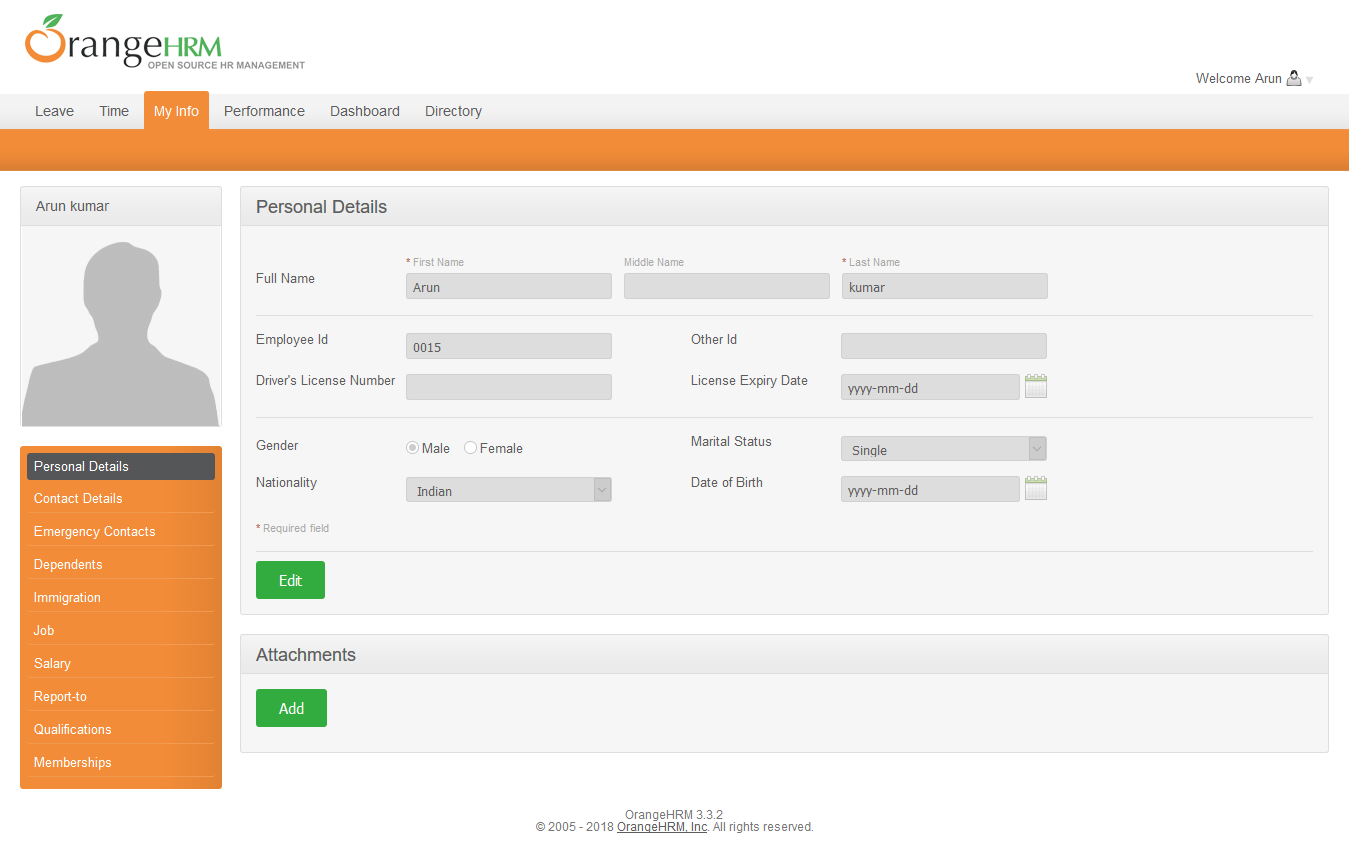 OrangeHRM
OPEN SOURCE HR MANAGEMENT
Welcome Arun
Leave Time My Info Performance Dashboard Directory
Arun kumar
Personal Details
Contact Details
Emergency Contacts
Dependents
Immigration
Job
Salary
Report-to
Qualifications
Memberships
Personal Details
* First Name Middle Name * Last Name
Full Name Arun kumar
Employee Id 0015 Other Id
Driver's License Number License Expiry Date yyyy-mm-dd
Gender Male Female Marital Status Single
Nationality Indian Date of Birth yyyy-mm-dd
* Required field
Edit
Attachments
Add
OrangeHRM 3.3.2
© 2005 - 2018 OrangeHRM, Inc. All rights reserved.